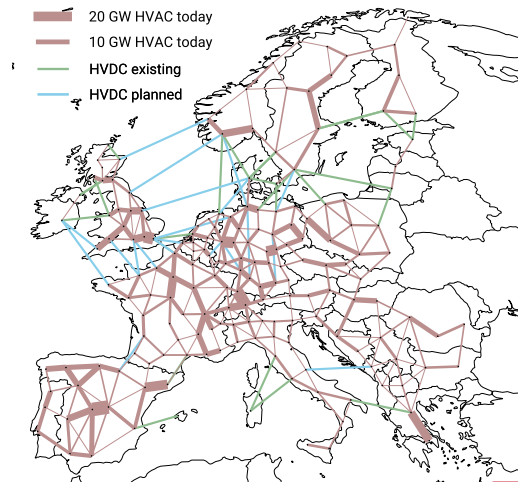 20 GW HVAC today
10 GW HVAC today
HVDC existing
HVDC planned